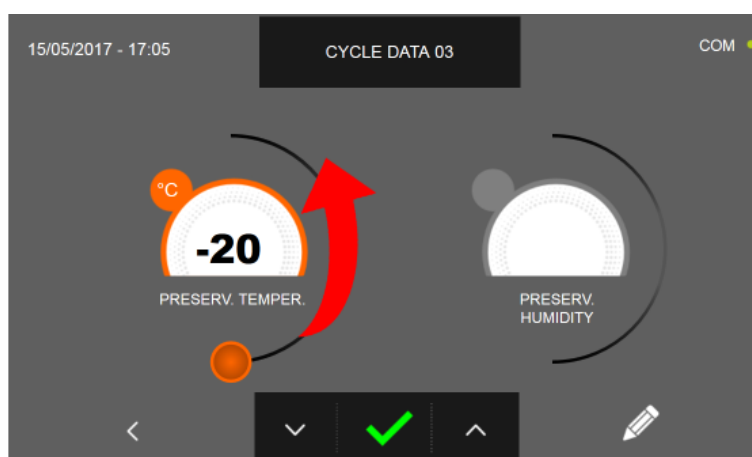 15/05/2017 - 17:05
CYCLE DATA 03
COM
°C
-20
PRESERV. TEMPER.
PRESERV.
HUMIDITY